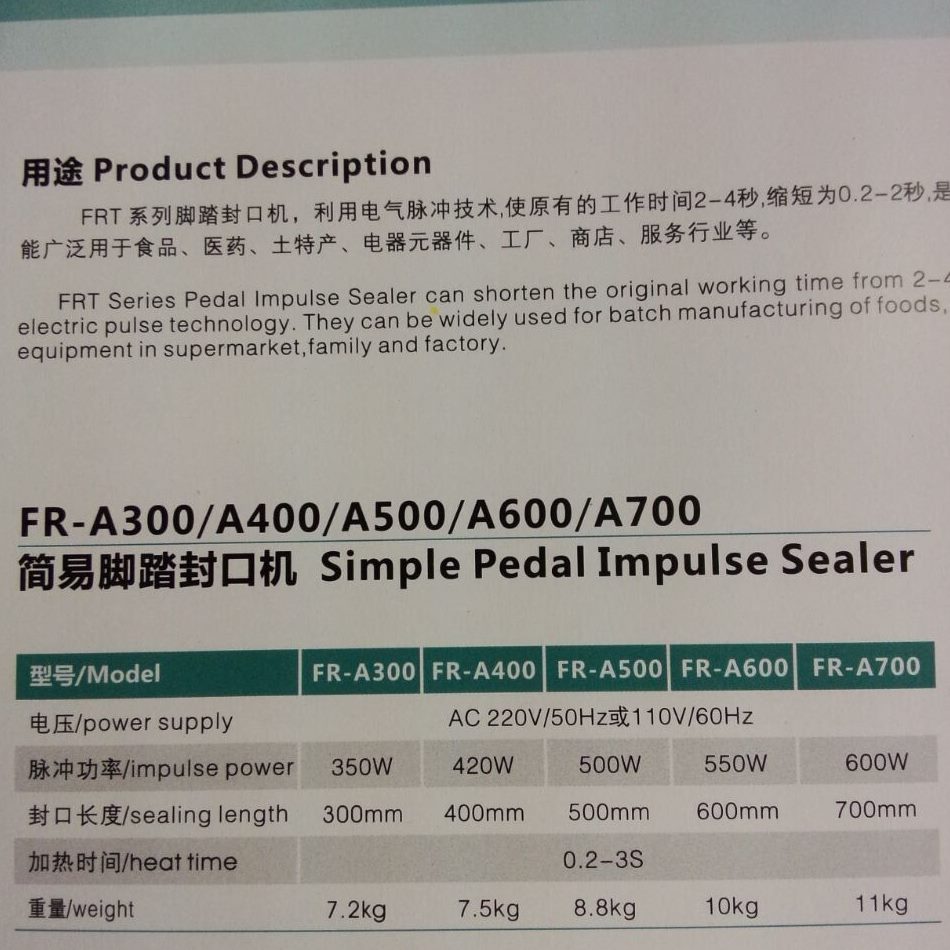 用途 Product Description
FRT 系列脚踏封口机，利用电气脉冲技术,使原有的工作时间2-4秒,缩短为0.2-2秒,是
能广泛用于食品、医药、土特产、电器元器件、工厂、商店、服务行业等。
FRT Series Pedal Impulse Sealer can shorten the original working time from 2-4
electric pulse technology. They can be widely used for batch manufacturing of foods,
equipment in supermarket,family and factory.
FR-A300/A400/A500/A600/A700
简易脚踏封口机 Simple Pedal Impulse Sealer
型号/Model FR-A300 FR-A400 FR-A500 FR-A600 FR-A700
电压/power supply AC 220V/50Hz或110V/60Hz
脉冲功率/impulse power 350W 420W 500W 550W 600W
封口长度/sealing length 300mm 400mm 500mm 600mm 700mm
加热时间/heat time 0.2-3S
重量/weight 7.2kg 7.5kg 8.8kg 10kg 11kg